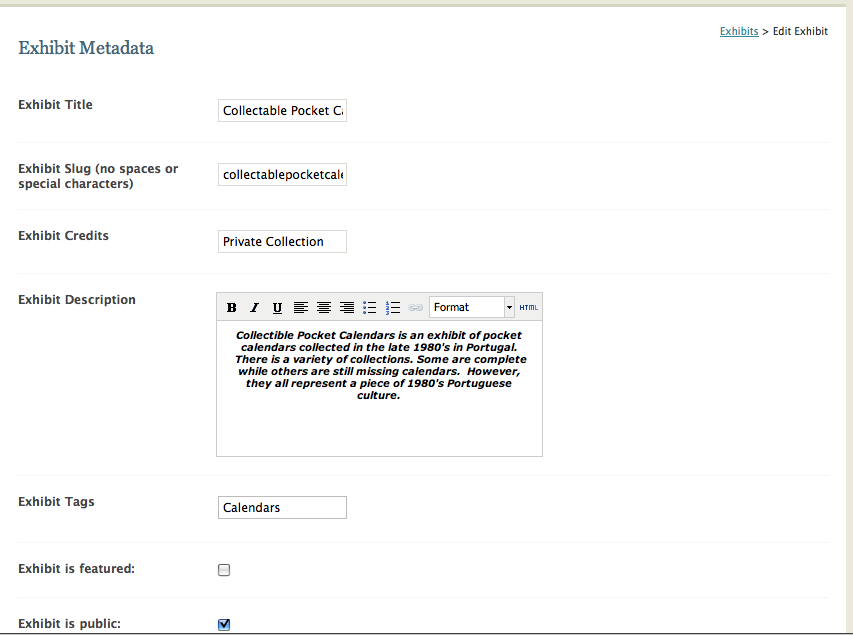 Exhibits > Edit Exhibit
Exhibit Metadata
Exhibit Title
Collectable Pocket
Exhibit Slug (no spaces or
special characters)
collectablepocketcale
Exhibit Credits
Private Collection
Exhibit Description
B I U Format HTML
Collectible Pocket Calendars is an exhibit of pocket
calendars collected in the late 1980's in Portugal.
There is a variety of collections. Some are complete
while others are still missing calendars.  However,
they all represent a piece of 1980's Portuguese
culture.
Exhibit Tags
Calendars
Exhibit is featured:
Exhibit is public: